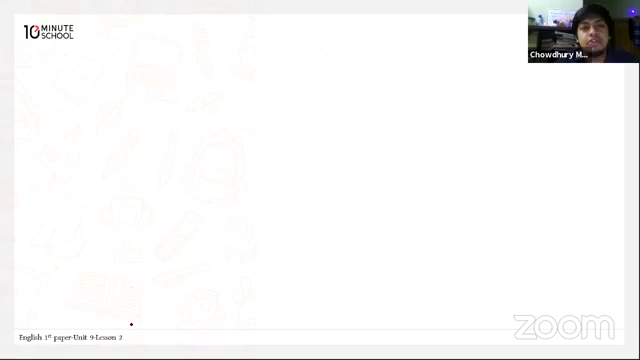 10 MINUTE
SCHOOL
Chowdhury M...
zoom
English 1st paper-Unit 9-Lesson 2